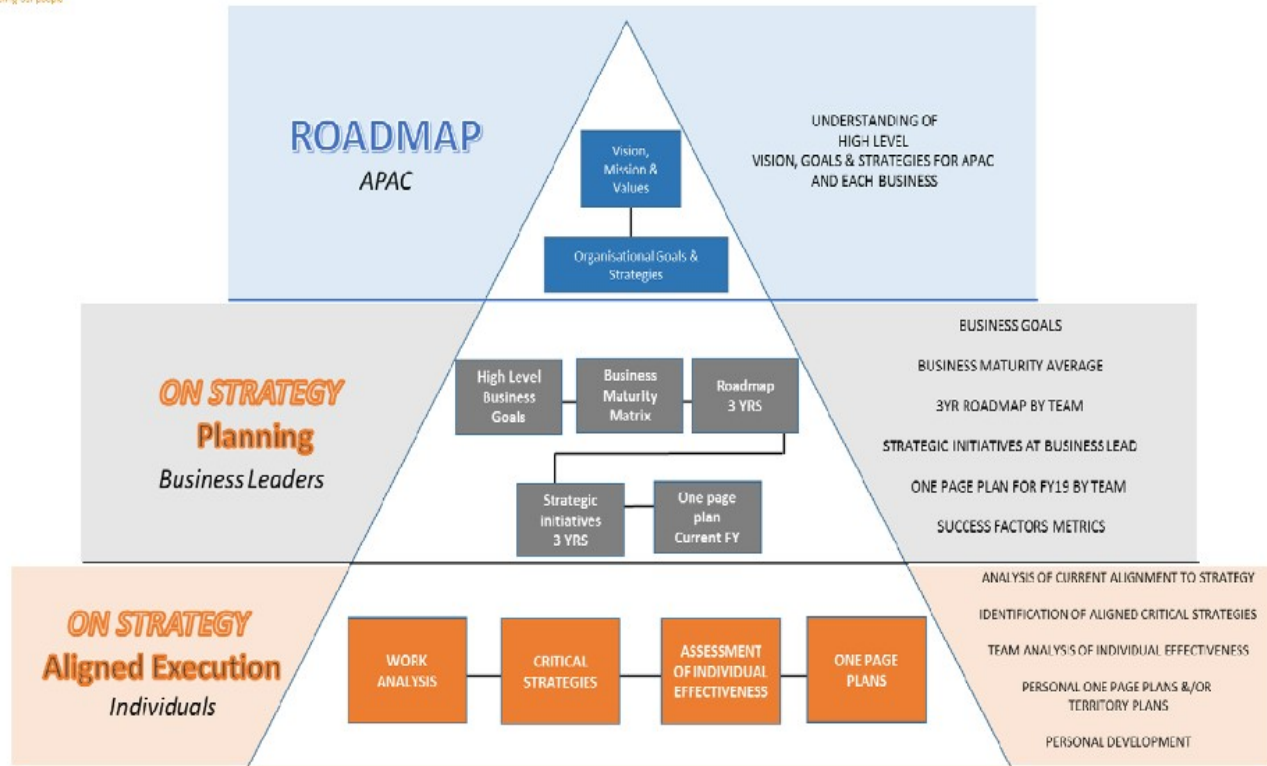 ROADMAP
APAC
Vision,
Mission &
Values
Organisational Goals &
Strategies
UNDERSTANDING OF
HIGH LEVEL
VISION, GOALS & STRATEGIES FOR APAC
AND EACH BUSINESS
ON STRATEGY
Planning
Business Leaders
High Level
Business
Goals
Business
Maturity
Matrix
Roadmap
3 YRS
Strategic
initiatives
3 YRS
One page
plan
Current FY
BUSINESS GOALS
BUSINESS MATURITY AVERAGE
3YR ROADMAP BY TEAM
STRATEGIC INITIATIVES AT BUSINESS LEAD
ONE PAGE PLAN FOR FY19 BY TEAM
SUCCESS FACTORS METRICS
ON STRATEGY
Aligned Execution
Individuals
WORK
ANALYSIS
CRITICAL
STRATEGIES
ASSESSMENT
OF INDIVIDUAL
EFFECTIVENESS
ONE PAGE
PLANS
ANALYSIS OF CURRENT ALIGNMENT TO STRATEGY
IDENTIFICATION OF ALIGNED CRITICAL STRATEGIES
TEAM ANALYSIS OF INDIVIDUAL EFFECTIVENESS
PERSONAL ONE PAGE PLANS &/OR
TERRITORY PLANS
PERSONAL DEVELOPMENT